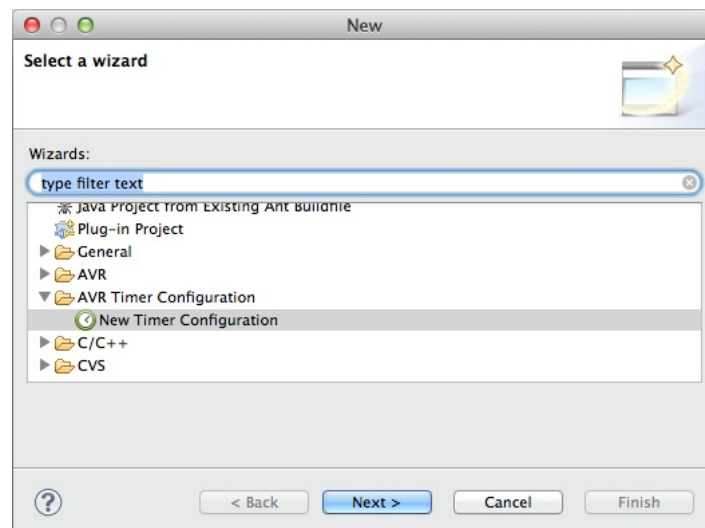 New
Select a wizard
Wizards:
type filter text
Java Project from Existing Ant Buildfile
Plug-in Project
General
AVR
AVR Timer Configuration
New Timer Configuration
C/C++
CVS
?
< Back
Next >
Cancel
Finish